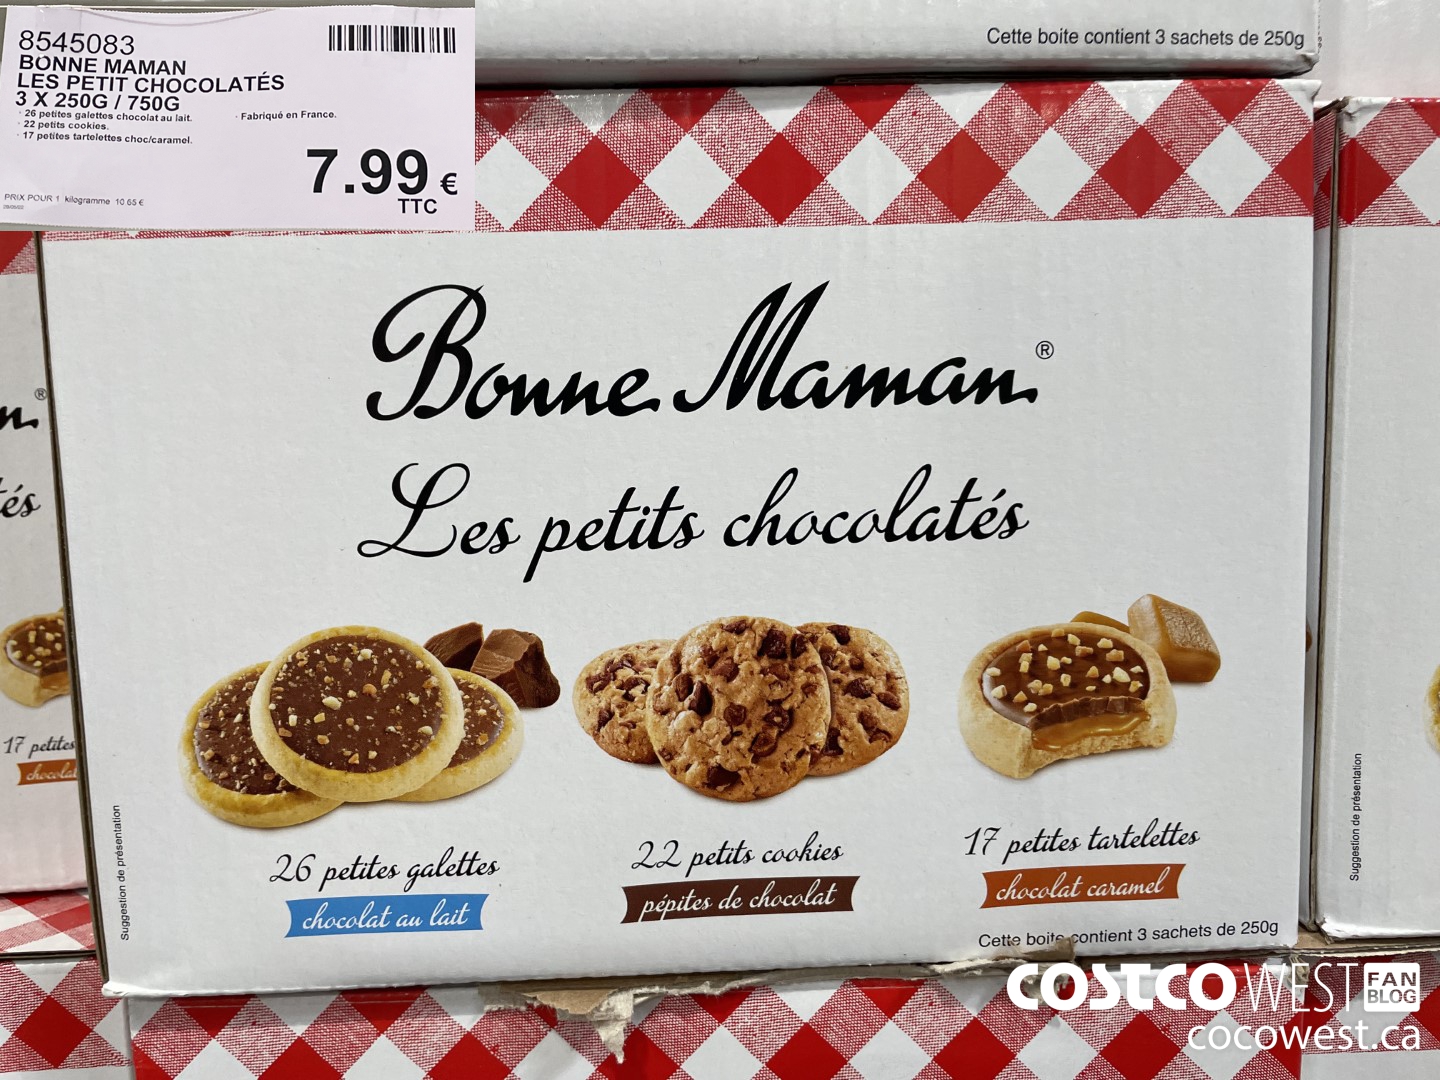 8545083
BONNE MAMAN
LES PETIT CHOCOLATÉS
3 X 250G / 750G
· 26 petites galettes chocolat au lait.
· Fabriqué en France.
· 22 petits cookies.
· 17 petites tartelettes choc/caramel.
7.99 €
TTC
PRIX POUR 1 kilogramme 10.65 €
Cette boite contient 3 sachets de 250g
Bonne Maman®
Les petits chocolatés
26 petites galettes
chocolat au lait
22 petits cookies
pépites de chocolat
17 petites tartelettes
chocolat caramel
Suggestion de présentation
Cette boite contient 3 sachets de 250g
n.®
tés
17 petites
chocolat
Suggestion de présentation
COSTCO WEST FAN BLOG
cocowest.ca